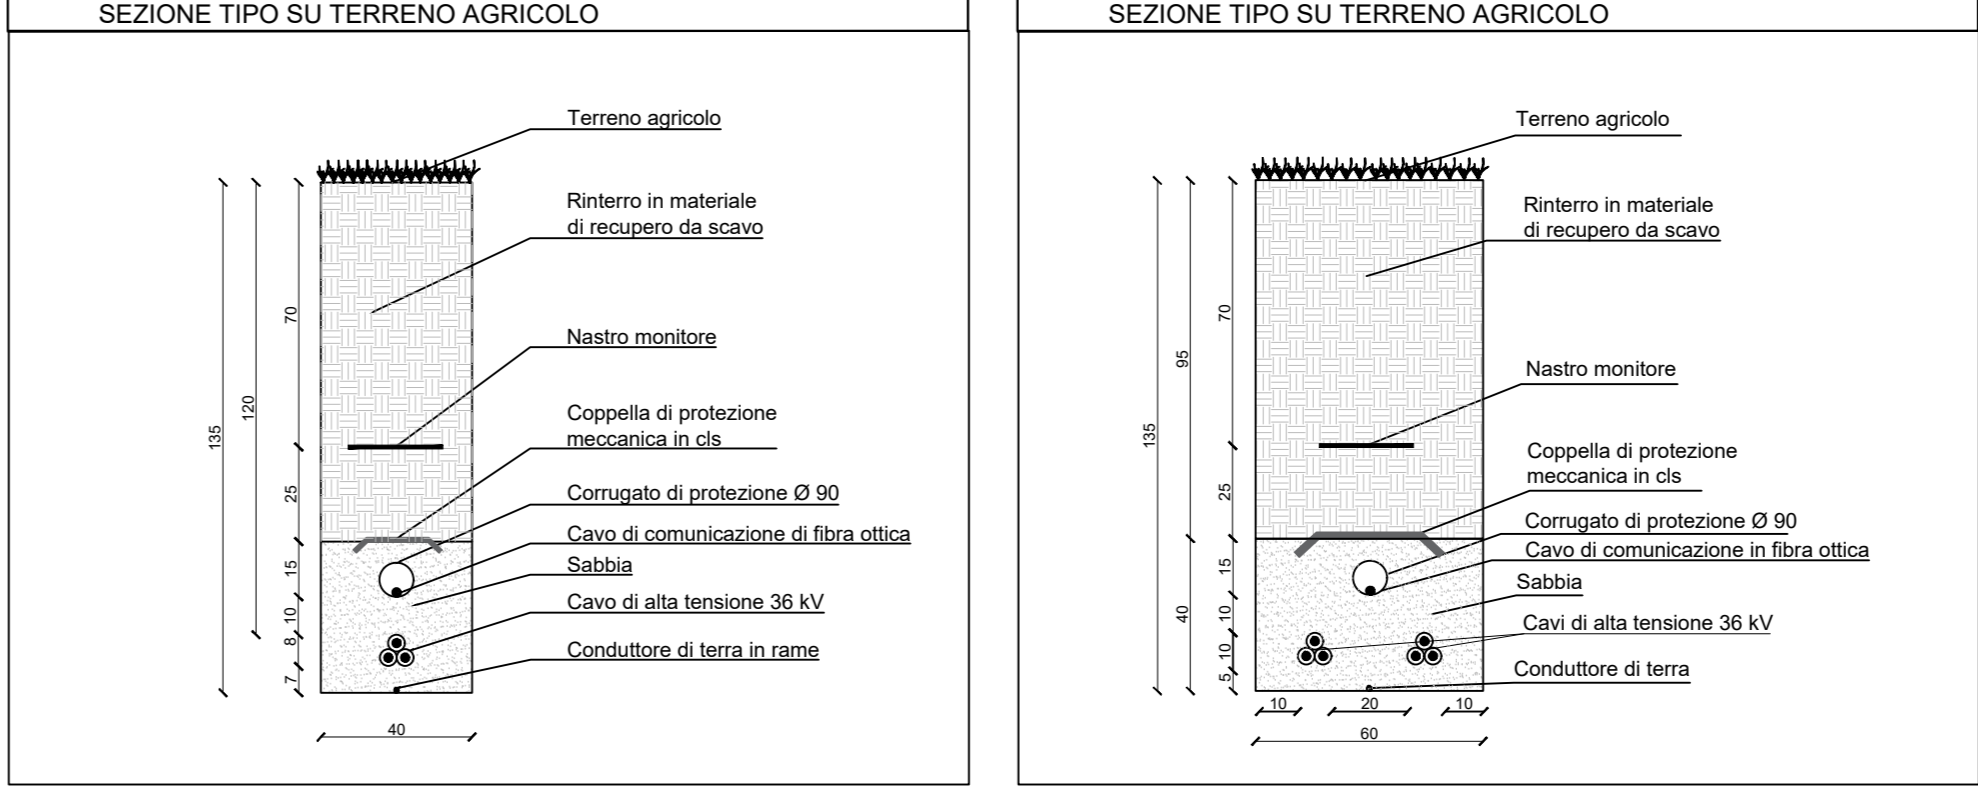 SEZIONE TIPO SU TERRENO AGRICOLO
Terreno agricolo
Rinterro in materiale
di recupero da scavo
Nastro monitore
Coppella di protezione
meccanica in cls
Corrugato di protezione Ø 90
Cavo di comunicazione di fibra ottica
Sabbia
Cavo di alta tensione 36 kV
Conduttore di terra in rame
135
120
70
25
15
10
8
7
40
SEZIONE TIPO SU TERRENO AGRICOLO
Terreno agricolo
Rinterro in materiale
di recupero da scavo
Nastro monitore
Coppella di protezione
meccanica in cls
Corrugato di protezione Ø 90
Cavo di comunicazione in fibra ottica
Sabbia
Cavi di alta tensione 36 kV
Conduttore di terra
135
95
40
70
25
15
10
10
5
10
20
10
60